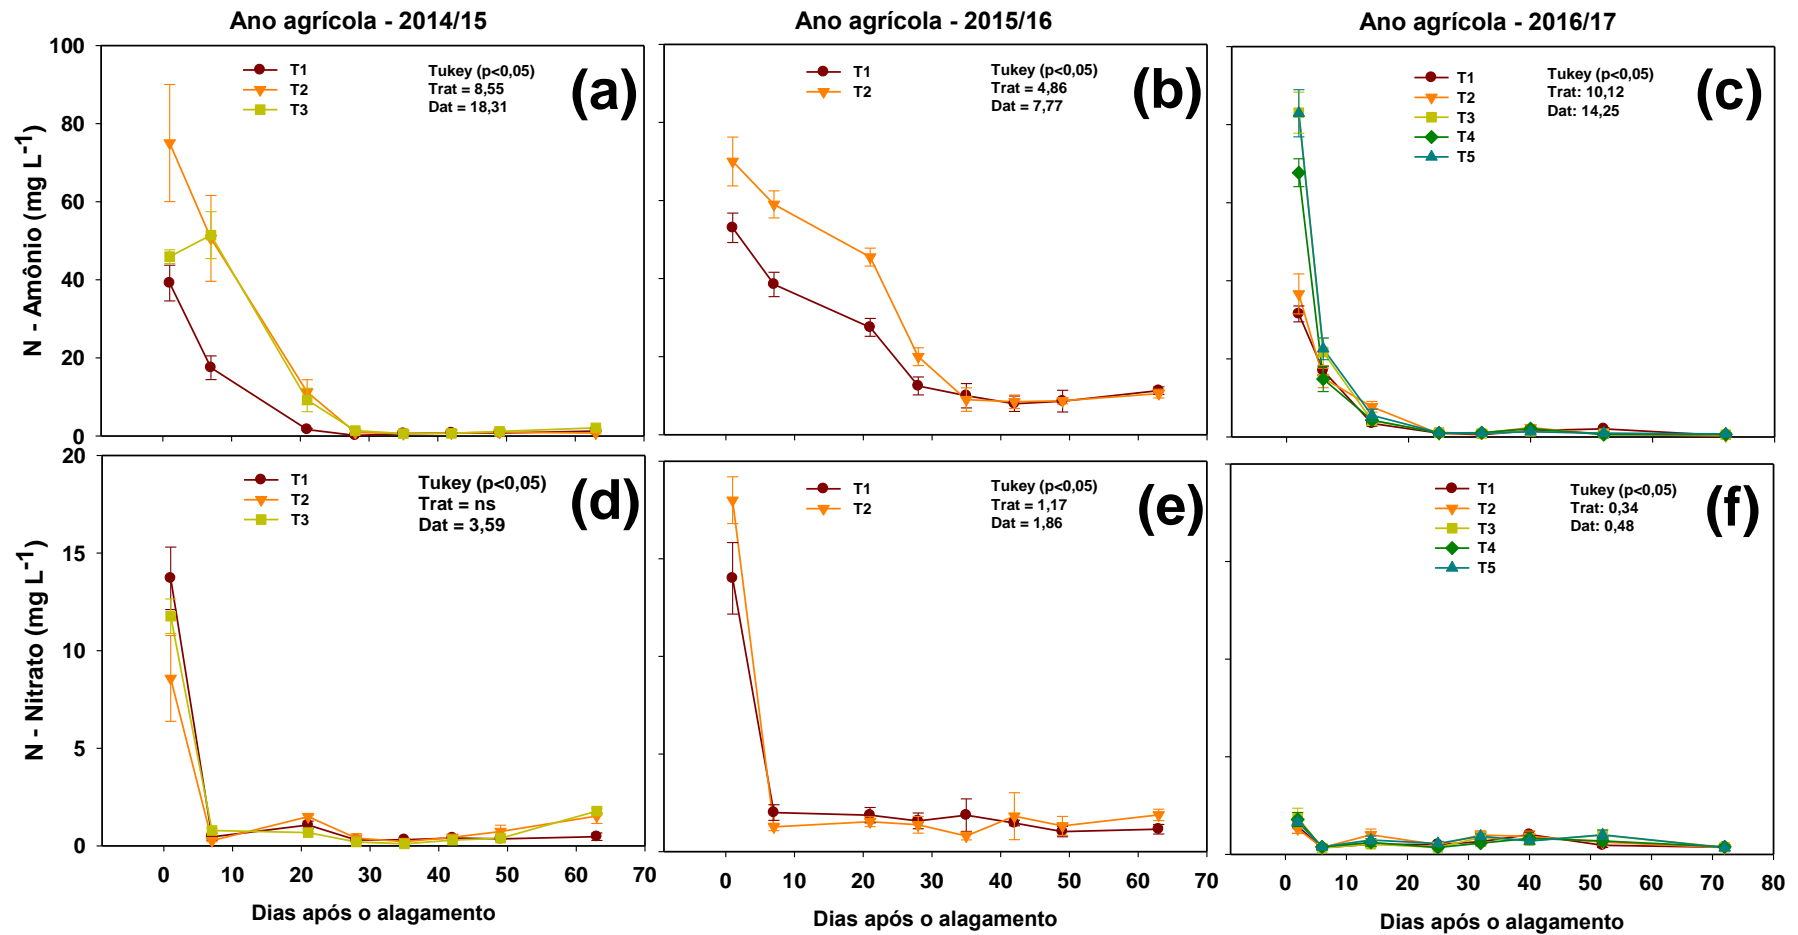 Ano agrícola - 2014/15
Ano agrícola - 2015/16
Ano agrícola - 2016/17
N - Amônio (mg L-1)
100
80
60
40
20
0
T1
T2
T3
Tukey (p<0,05)
Trat = 8,55
Dat = 18,31
(a)
T1
T2
Tukey (p<0,05)
Trat = 4,86
Dat = 7,77
(b)
T1
T2
T3
T4
T5
Tukey (p<0,05)
Trat: 10,12
Dat: 14,25
(c)
N - Nitrato (mg L-1)
20
15
10
5
0
T1
T2
T3
Tukey (p<0,05)
Trat = ns
Dat = 3,59
(d)
T1
T2
Tukey (p<0,05)
Trat = 1,17
Dat = 1,86
(e)
T1
T2
T3
T4
T5
Tukey (p<0,05)
Trat: 0,34
Dat: 0,48
(f)
0 10 20 30 40 50 60 70
0 10 20 30 40 50 60 70
0 10 20 30 40 50 60 70 80
Dias após o alagamento
Dias após o alagamento
Dias após o alagamento